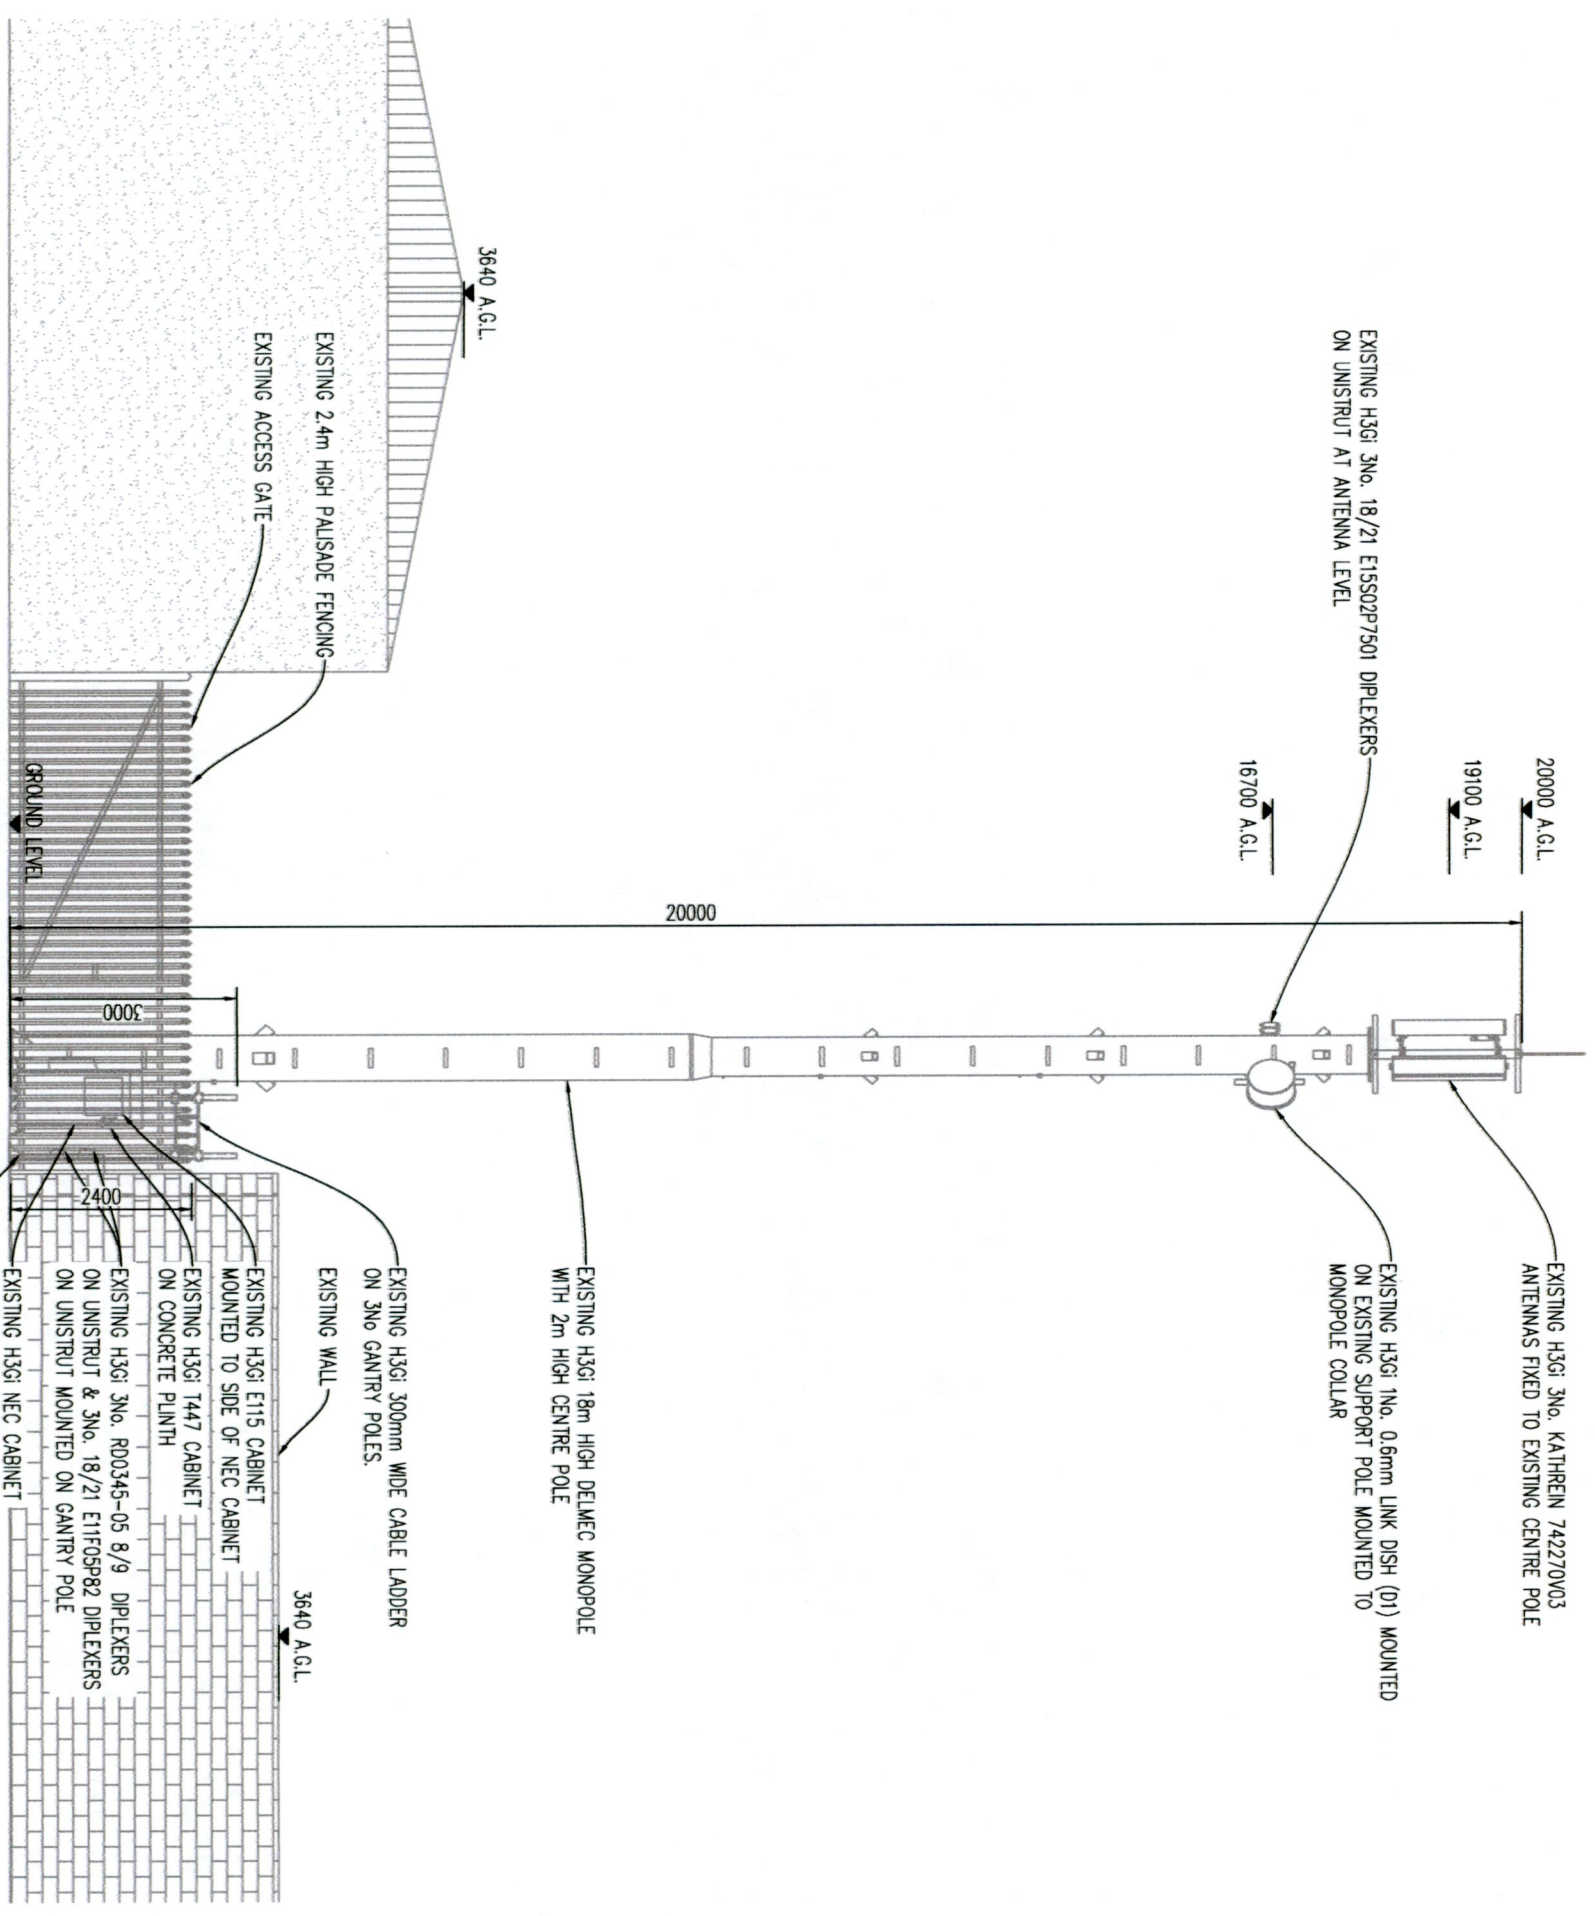 20000 A.G.L.
19100 A.G.L.
16700 A.G.L.
EXISTING H3Gi 3No. KATHREIN 742270V03
ANTENNAS FIXED TO EXISTING CENTRE POLE
EXISTING H3Gi 3No. 18/21 E15S02P7501 DIPLEXERS
ON UNISTRUT AT ANTENNA LEVEL
EXISTING H3Gi 1No. 0.6mm LINK DISH (D1) MOUNTED
ON EXISTING SUPPORT POLE MOUNTED TO
MONOPOLE COLLAR
20000
EXISTING H3Gi 18m HIGH DELMEC MONOPOLE
WITH 2m HIGH CENTRE POLE
3640 A.G.L.
EXISTING 2.4m HIGH PALISADE FENCING
EXISTING ACCESS GATE
EXISTING H3Gi 300mm WIDE CABLE LADDER
ON 3No GANTRY POLES.
EXISTING WALL
3640 A.G.L.
3000
2400
EXISTING H3Gi E115 CABINET
MOUNTED TO SIDE OF NEC CABINET
EXISTING H3Gi T447 CABINET
ON CONCRETE PLINTH
EXISTING H3Gi 3No. RD0345-05 8/9 DIPLEXERS
ON UNISTRUT & 3No. 18/21 E11F05P82 DIPLEXERS
ON UNISTRUT MOUNTED ON GANTRY POLE
GROUND LEVEL
EXISTING H3Gi NEC CABINET